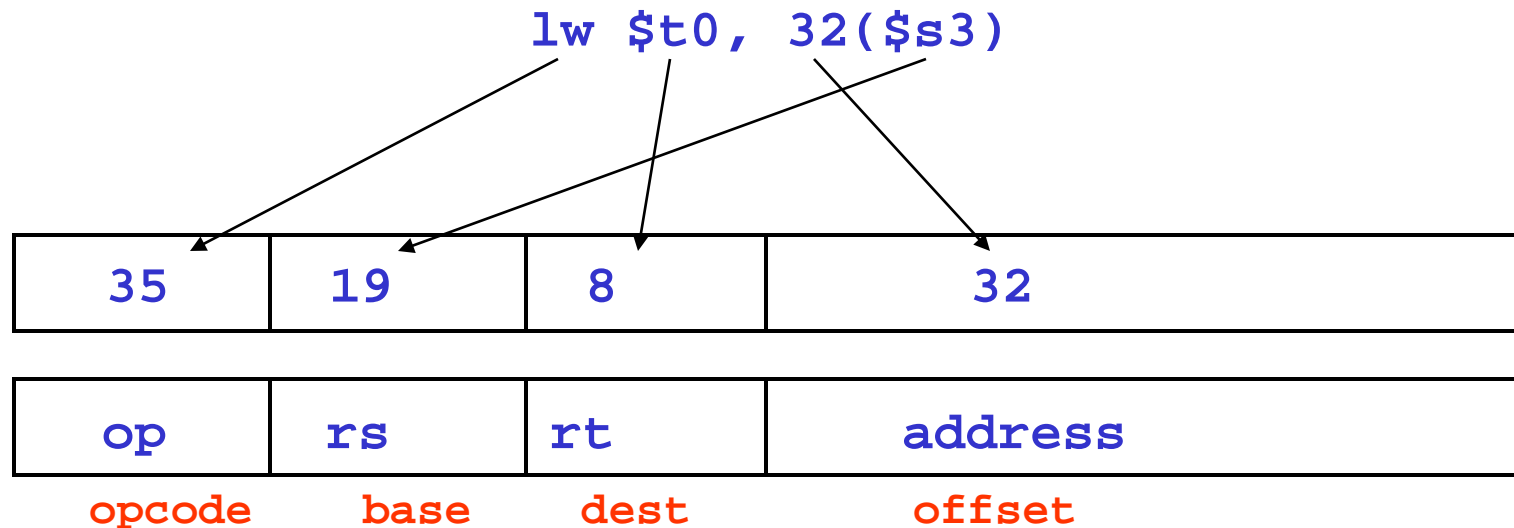 lw $t0, 32($s3)
35 19 8 32
op rs rt address
opcode base dest offset